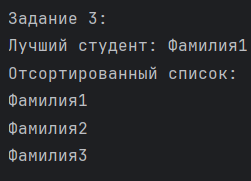 Задание 3:
Лучший студент: Фамилия1
Отсортированный список:
Фамилия1
Фамилия2
Фамилия3